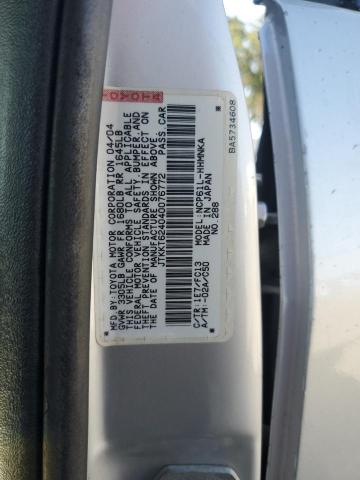 TOYOTA
MFD. BY: TOYOTA MOTOR CORPORATION 04/04
GVWR 3305LB GAWR FR 1680LB RR 1645LB
THIS VEHICLE CONFORMS TO ALL APPLICABLE
FEDERAL MOTOR VEHICLE SAFETY, BUMPER, AND
THEFT PREVENTION STANDARDS IN EFFECT ON
THE DATE OF MANUFACTURE SHOWN ABOVE.
JTKKT624040076772 PASS.CAR
C/TR:1E7/FC13 MODEL:NCP61L-HHMNKA
A/TM:-02A/C50 MADE IN JAPAN
NO.288
BA5734608